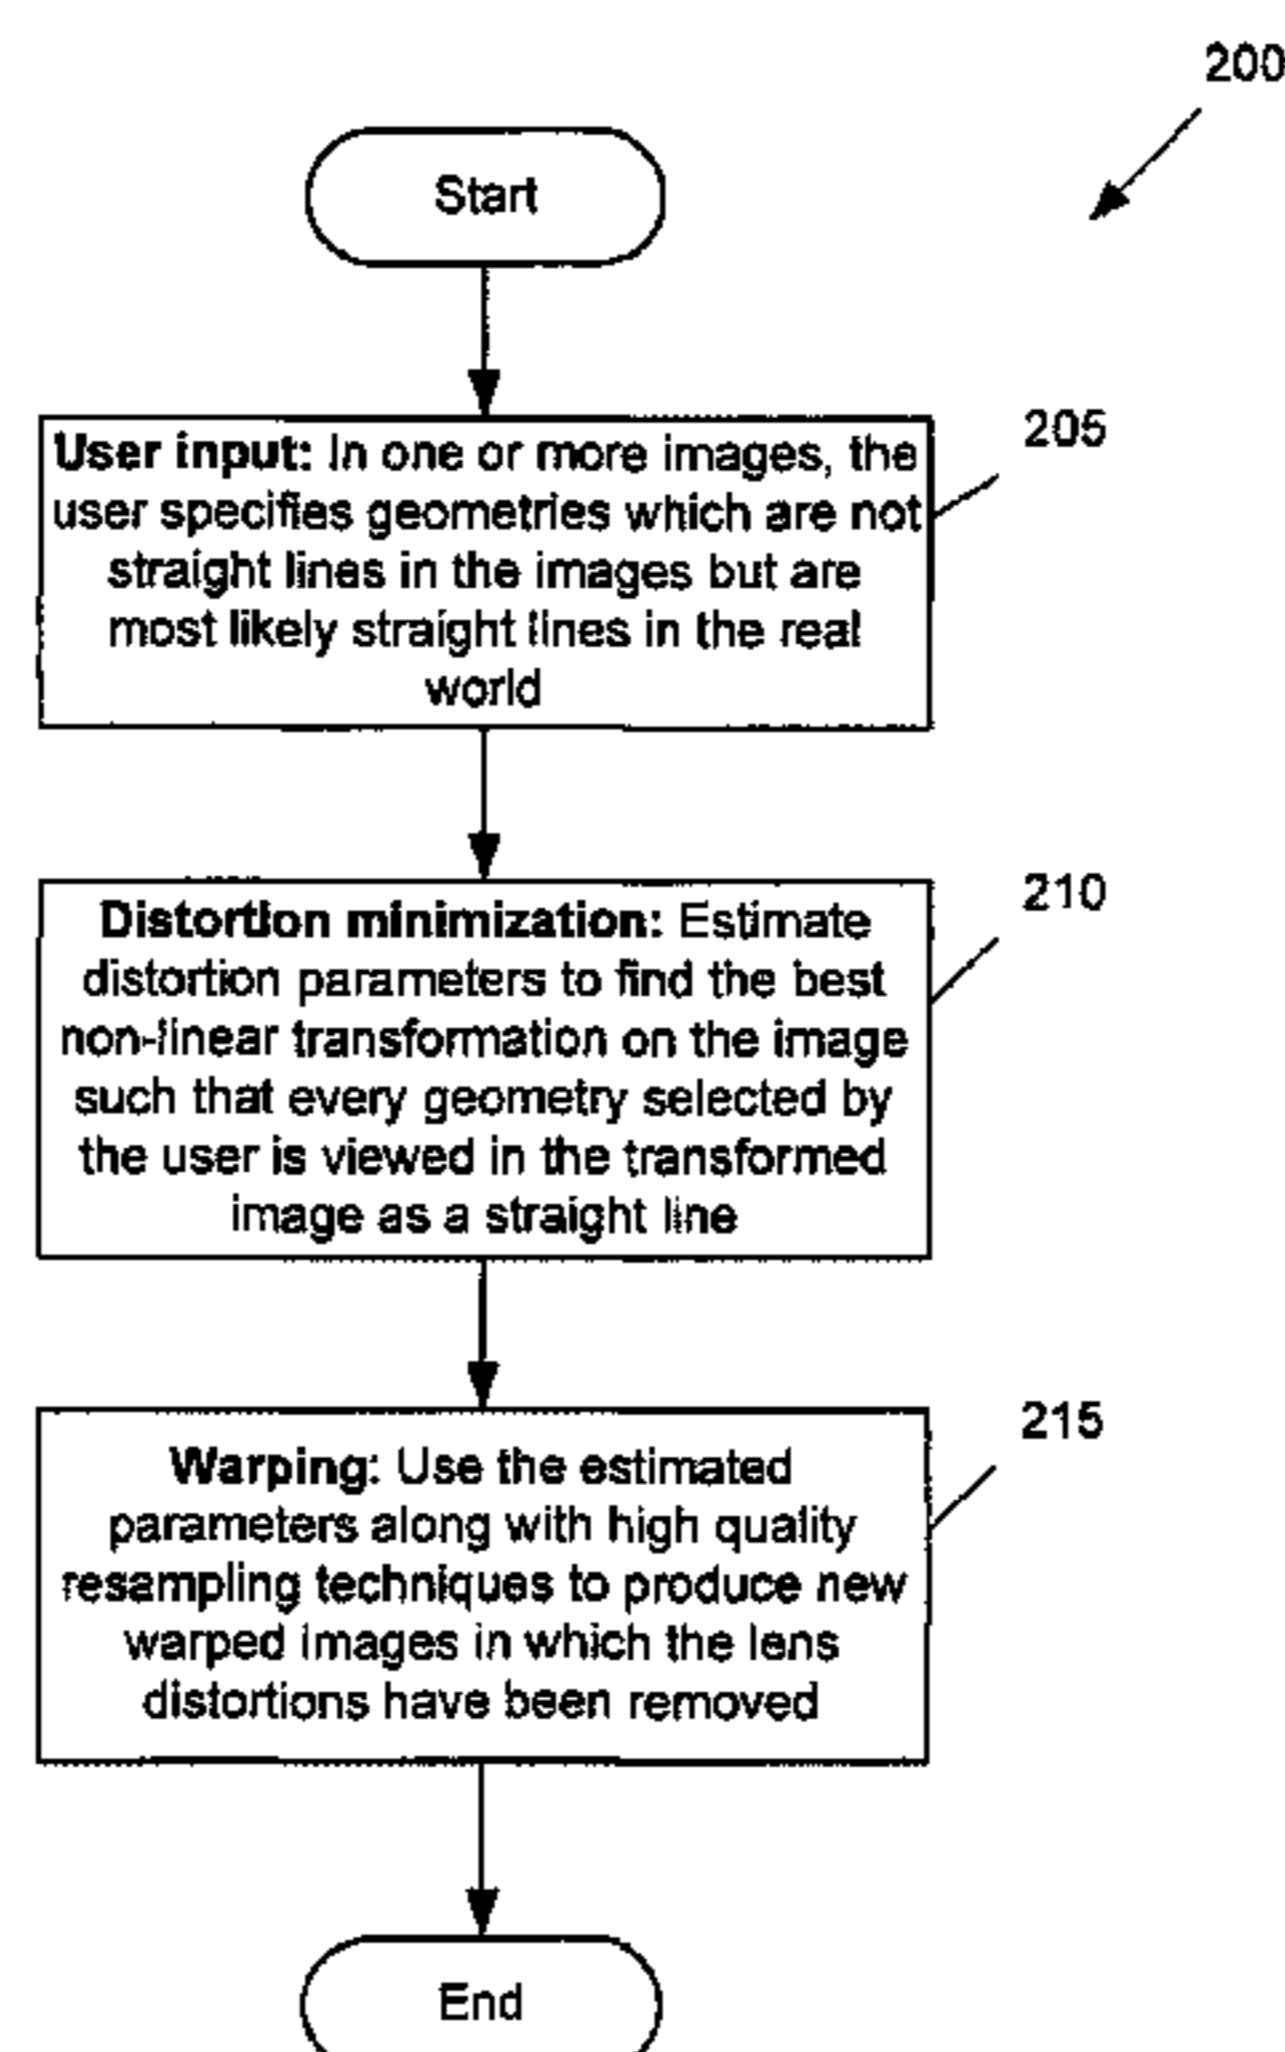 200
Start
User input: In one or more images, the
user specifies geometries which are not
straight lines in the images but are
most likely straight lines in the real
world
205
Distortion minimization: Estimate
distortion parameters to find the best
non-linear transformation on the image
such that every geometry selected by
the user is viewed in the transformed
image as a straight line
210
Warping: Use the estimated
parameters along with high quality
resampling techniques to produce new
warped images in which the lens
distortions have been removed
215
End